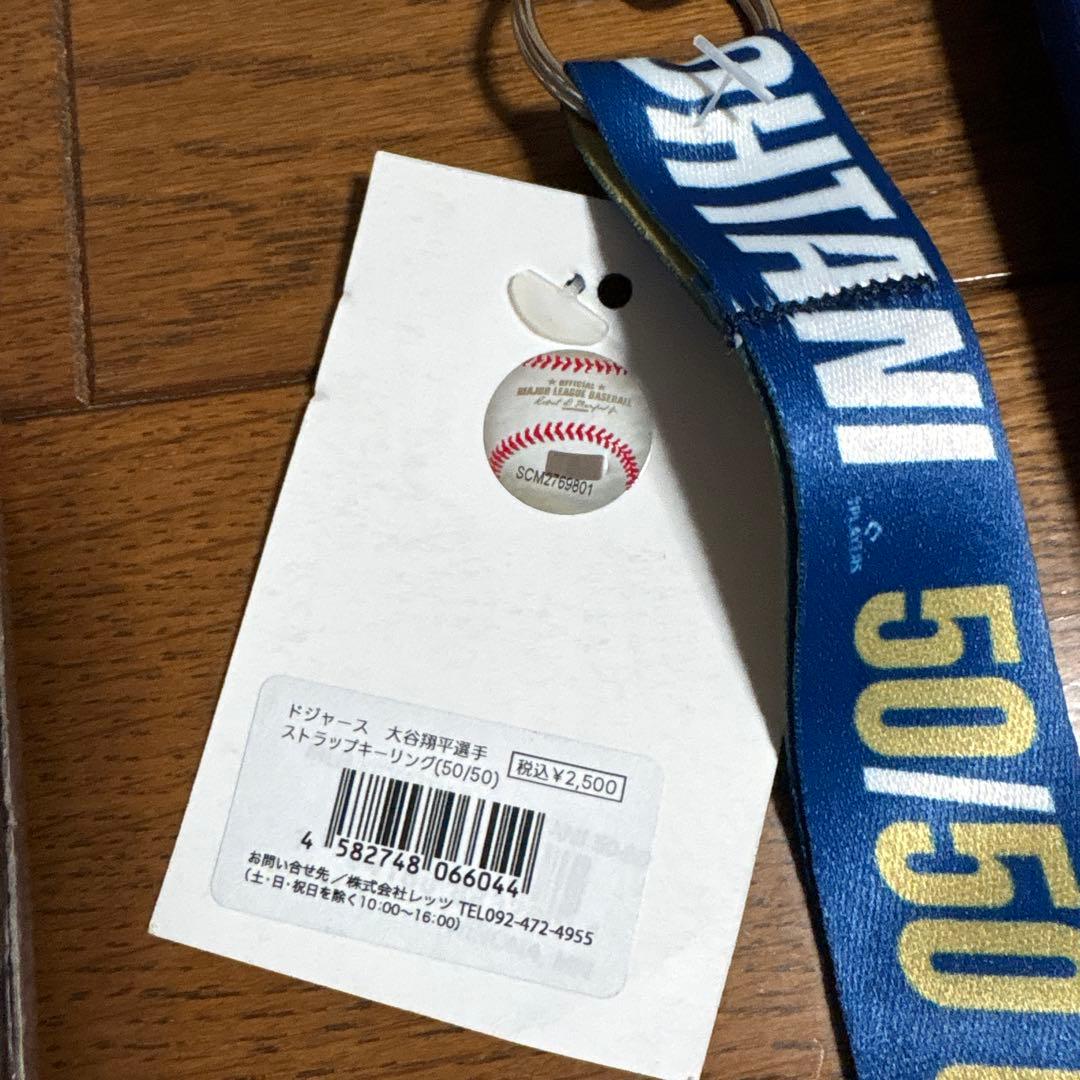 OHTANI
50/50
★ OFFICIAL ★
MAJOR LEAGUE BASEBALL
SCM2769801
ドジャース 大谷翔平選手
ストラップキーリング(50/50)
税込¥2,500
4 582748 066044
お問い合せ先／株式会社レッツ TEL092-472-4955
(土・日・祝日を除く10:00〜16:00)